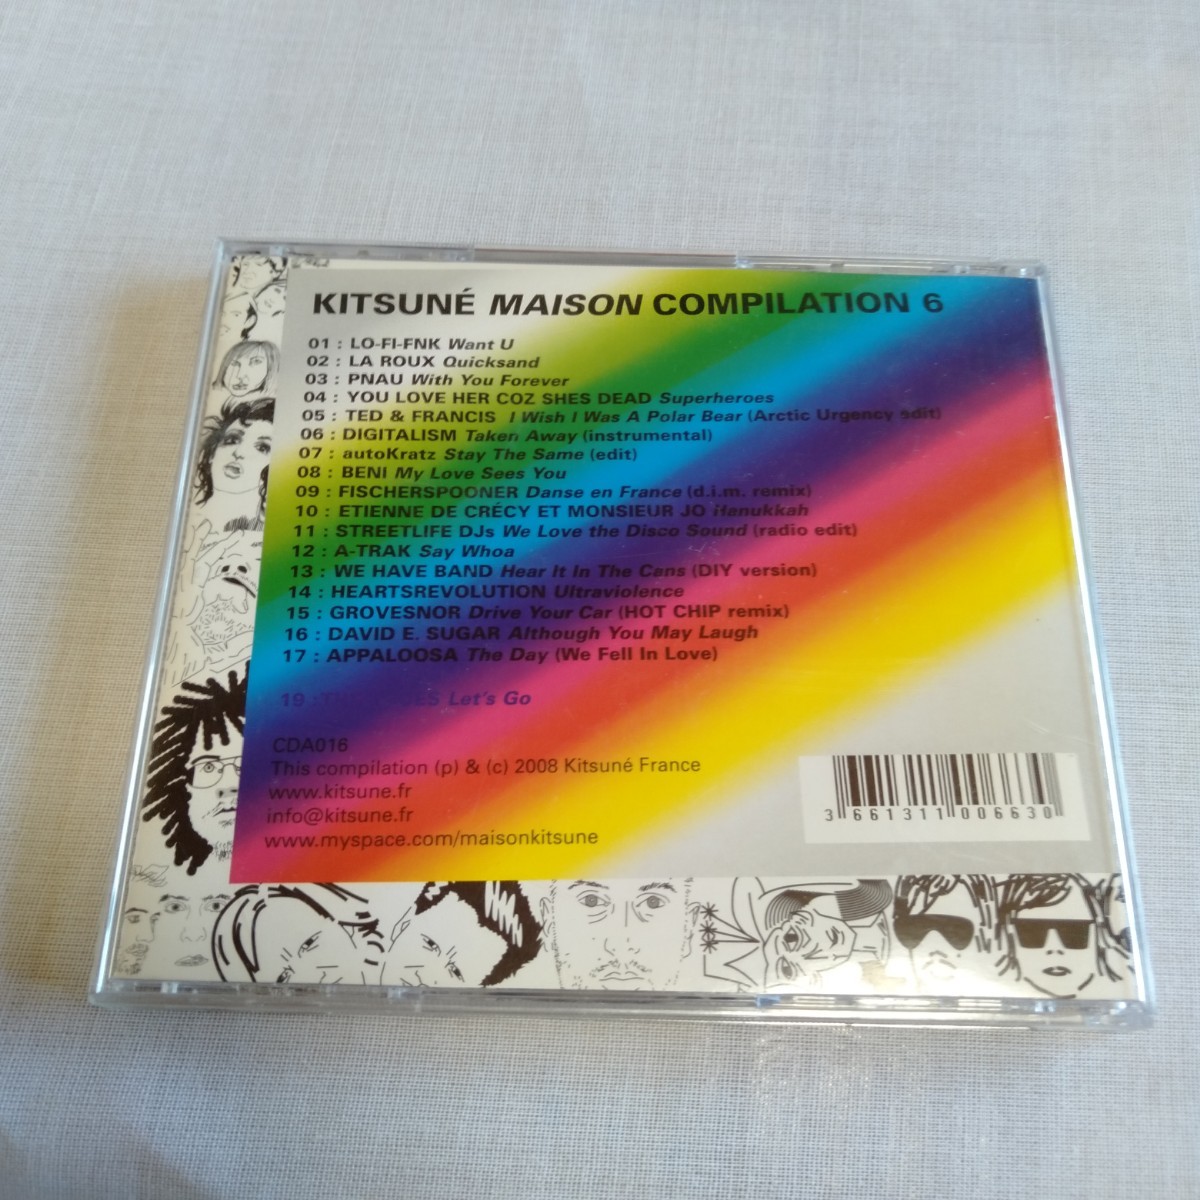 KITSUNÉ MAISON COMPILATION 6
01 : LO-FI-FNK Want U
02 : LA ROUX Quicksand
03 : PNAU With You Forever
04 : YOU LOVE HER COZ SHES DEAD Superheroes
05 : TED & FRANCIS I Wish I Was A Polar Bear (Arctic Urgency edit)
06 : DIGITALISM Taken Away (instrumental)
07 : autoKratz Stay The Same (edit)
08 : BENI My Love Sees You
09 : FISCHERSPOONER Danse en France (d.i.m. remix)
10 : ETIENNE DE CRÉCY ET MONSIEUR JO Hanukkah
11 : STREETLIFE DJs We Love the Disco Sound (radio edit)
12 : A-TRAK Say Whoa
13 : WE HAVE BAND Hear It In The Cans (DIY version)
14 : HEARTSREVOLUTION Ultraviolence
15 : GROVESNOR Drive Your Car (HOT CHIP remix)
16 : DAVID E. SUGAR Although You May Laugh
17 : APPALOOSA The Day (We Fell In Love)
19 : Let's Go
CDA016
This compilation (p) & (c) 2008 Kitsuné France
www.kitsune.fr
info@kitsune.fr
www.myspace.com/maisonkitsune
3 661311 006630